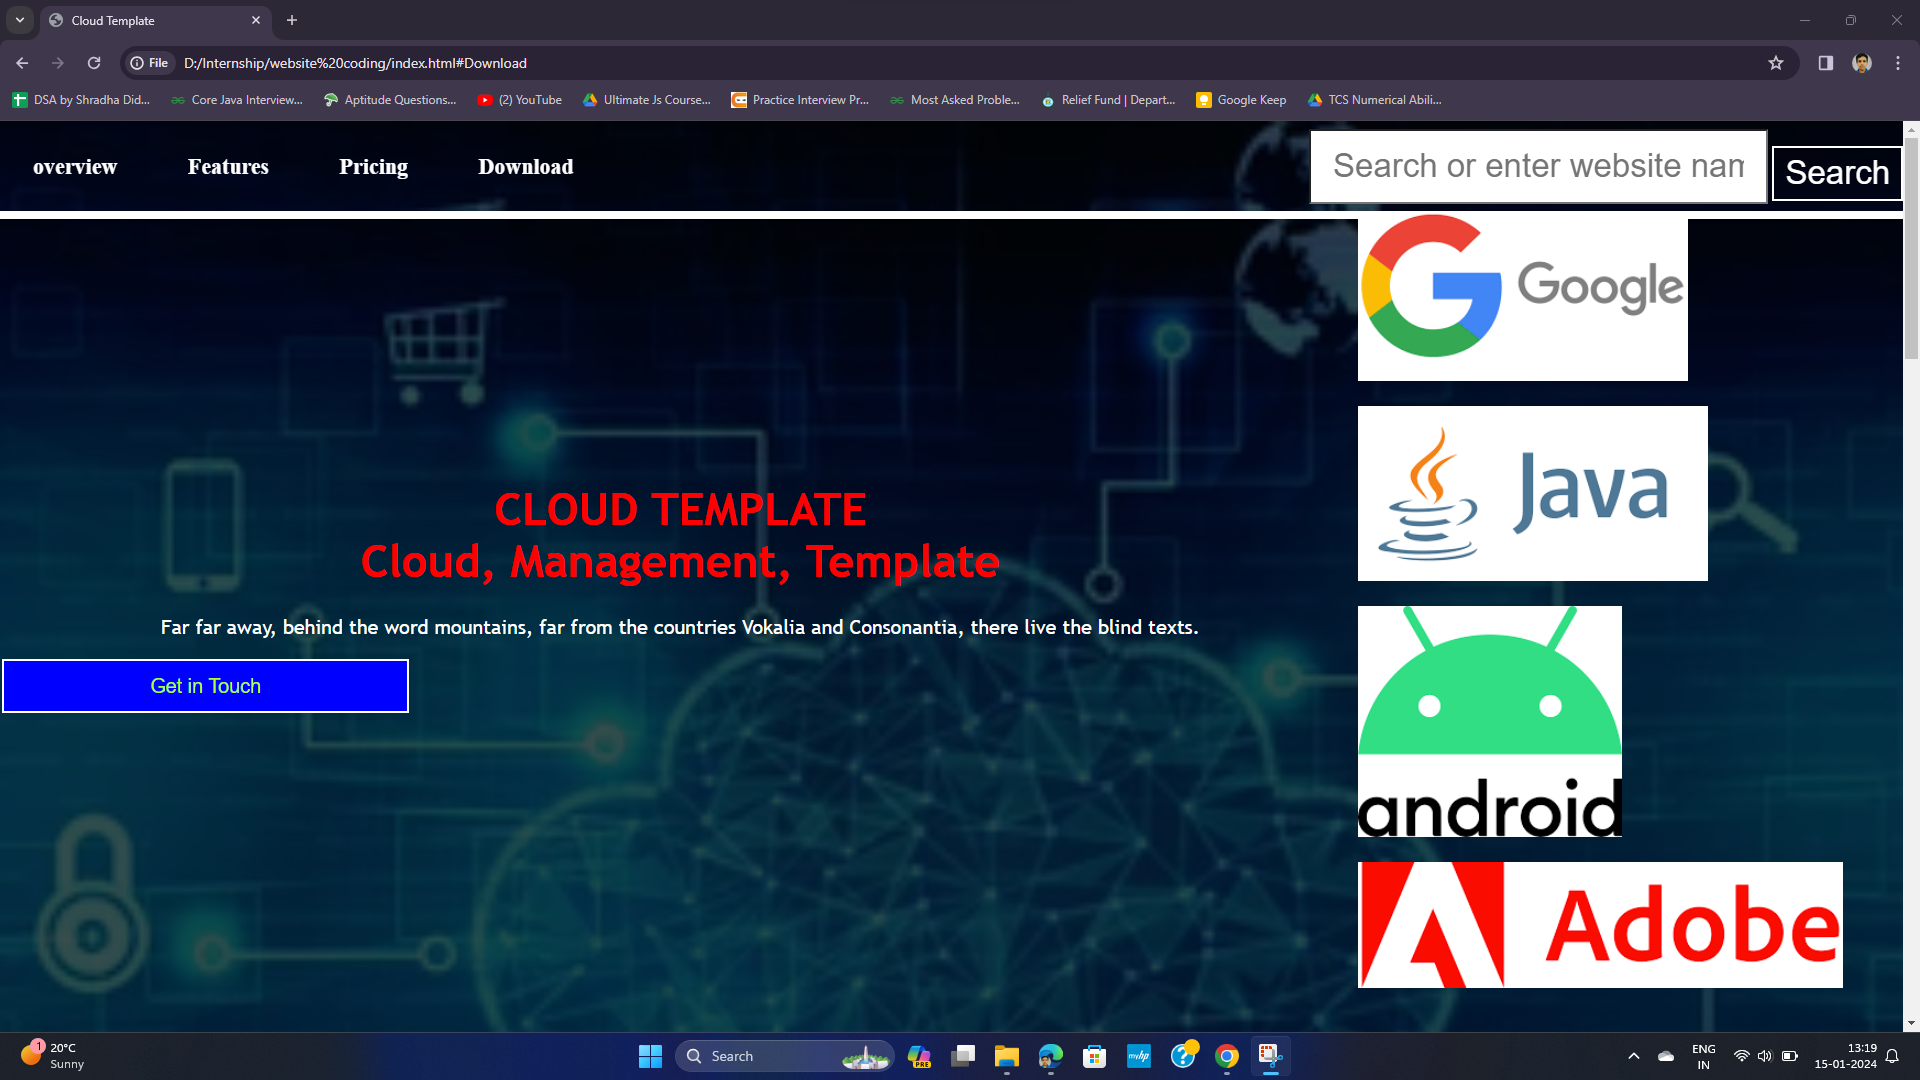 Cloud Template
File D:/Internship/website%20coding/index.html#Download
DSA by Shradha Did... Core Java Interview... Aptitude Questions... (2) YouTube Ultimate Js Course... Practice Interview Pr... Most Asked Proble... Relief Fund | Depart... Google Keep TCS Numerical Abili...
overview Features Pricing Download Search or enter website nam Search
Google
Java
CLOUD TEMPLATE
Cloud, Management, Template
Far far away, behind the word mountains, far from the countries Vokalia and Consonantia, there live the blind texts.
Get in Touch
android
Adobe
1 20°C
Sunny
Search
PRE
myhp
ENG
IN
13:19
15-01-2024